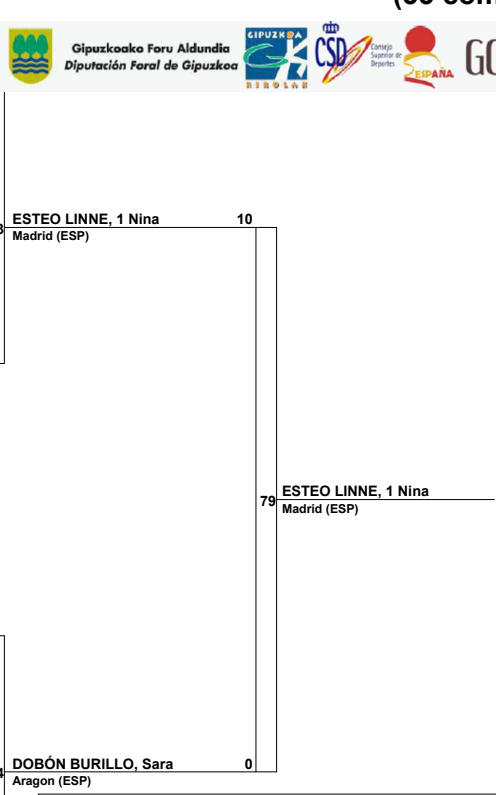 Gipuzkoako Foru Aldundia
Diputación Foral de Gipuzkoa
GIPUZKOA
KIROLAK
CSD
Consejo
Superior de
Deportes
ESPAÑA
ESTEO LINNE, 1 Nina 10
Madrid (ESP)
79
ESTEO LINNE, 1 Nina
Madrid (ESP)
DOBÓN BURILLO, Sara 0
Aragon (ESP)